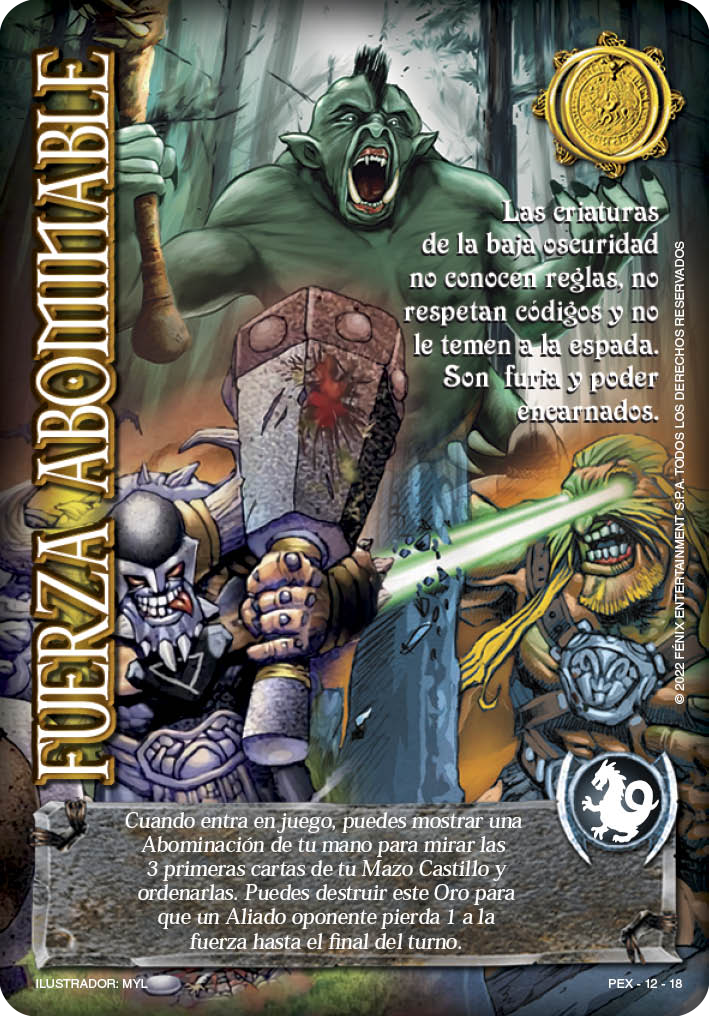 FUERZA ABOMINABLE
Las criaturas
de la baja oscuridad
no conocen reglas, no
respetan códigos y no
le temen a la espada.
Son furia y poder
encarnados.
© 2022 FÉNIX ENTERTAINMENT S.P.A. TODOS LOS DERECHOS RESERVADOS
Cuando entra en juego, puedes mostrar una
Abominación de tu mano para mirar las
3 primeras cartas de tu Mazo Castillo y
ordenarlas. Puedes destruir este Oro para
que un Aliado oponente pierda 1 a la
fuerza hasta el final del turno.
ILUSTRADOR: MYL
PEX - 12 - 18